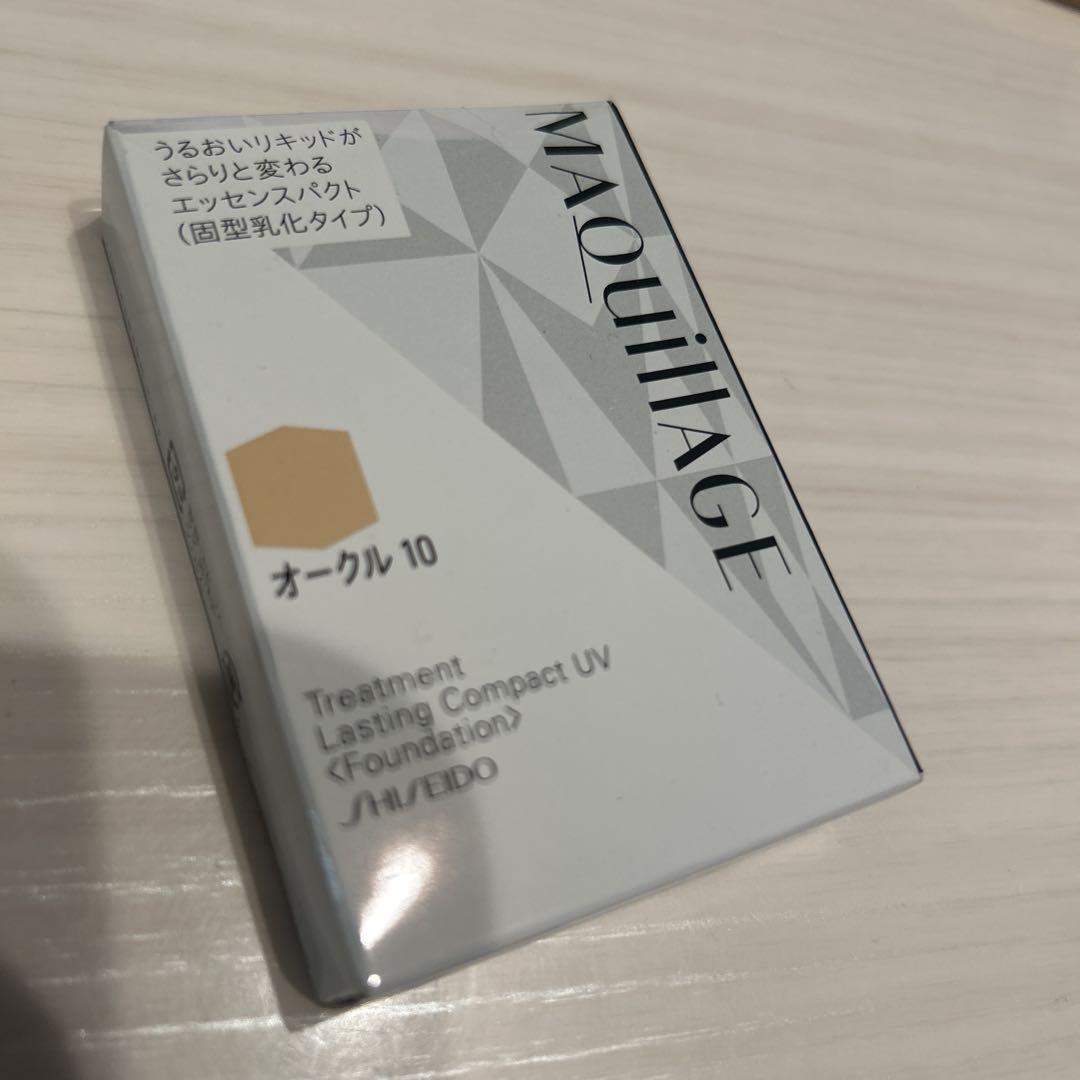 うるおいリキッドが
さらりと変わる
エッセンスパクト
（固型乳化タイプ）
MAQuillAGE
オークル 10
Treatment
Lasting Compact UV
<Foundation>
SHISEIDO